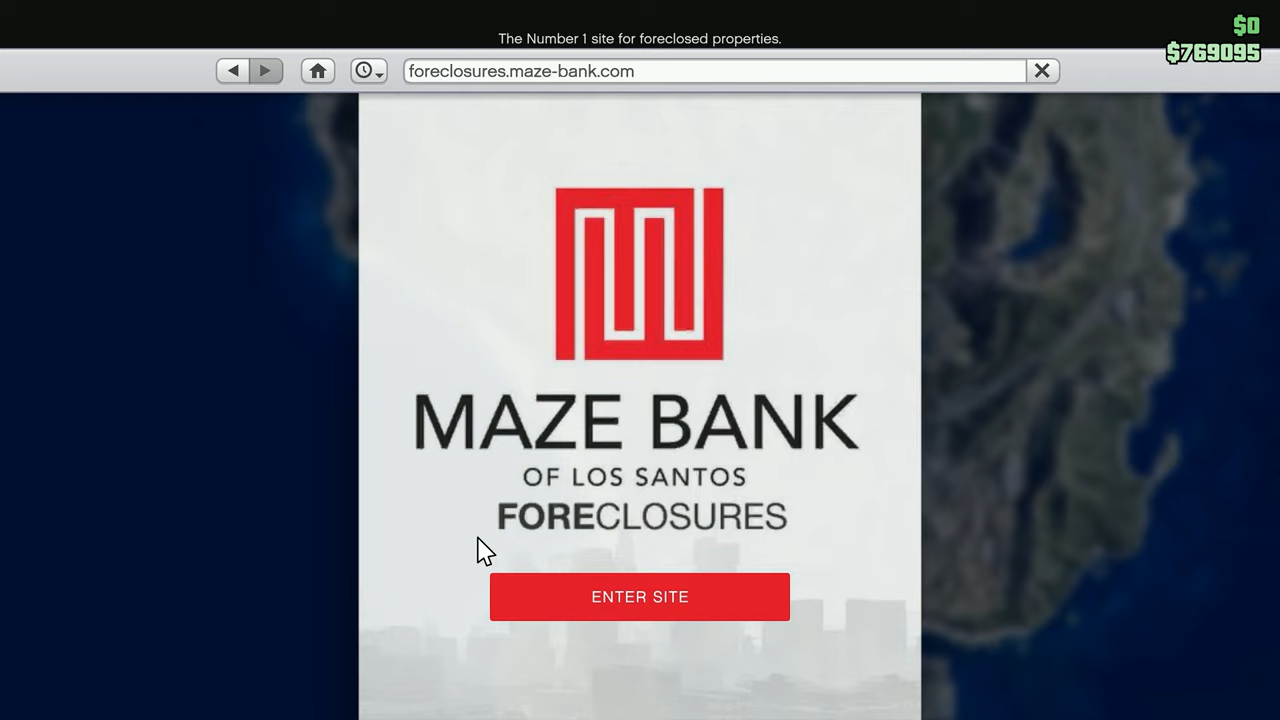 The Number 1 site for foreclosed properties.
$0
$769095
foreclosures.maze-bank.com
MAZE BANK
OF LOS SANTOS
FORECLOSURES
ENTER SITE